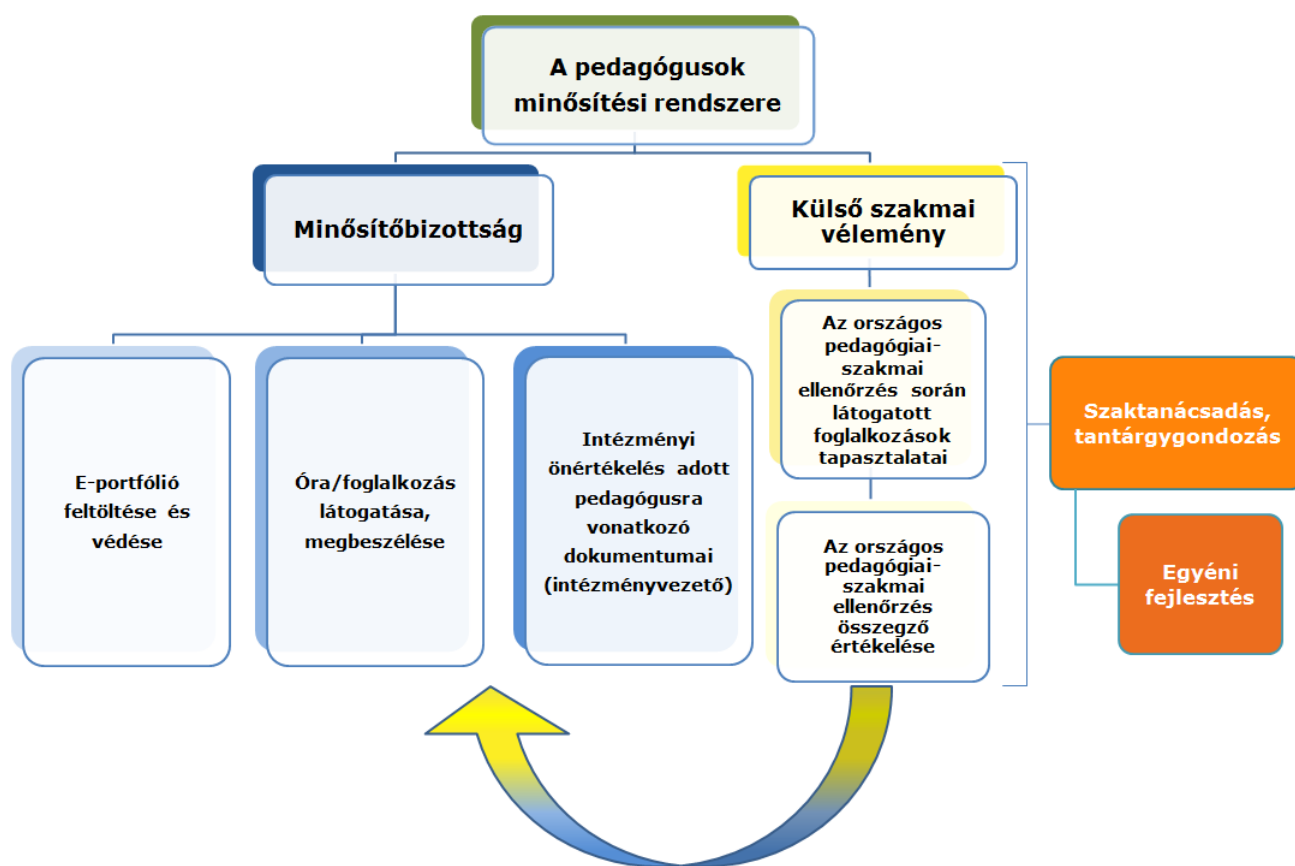 A pedagógusok
minősítési rendszere
Minősítőbizottság
Külső szakmai
vélemény
E-portfólió
feltöltése és
védése
Óra/foglalkozás
látogatása,
megbeszélése
Intézményi
önértékelés adott
pedagógusra
vonatkozó
dokumentumai
(intézményvezető)
Az országos
pedagógiai-
szakmai
ellenőrzés során
látogatott
foglalkozások
tapasztalatai
Az országos
pedagógiai-
szakmai
ellenőrzés
összegző
értékelése
Szaktanácsadás,
tantárgygondozás
Egyéni
fejlesztés